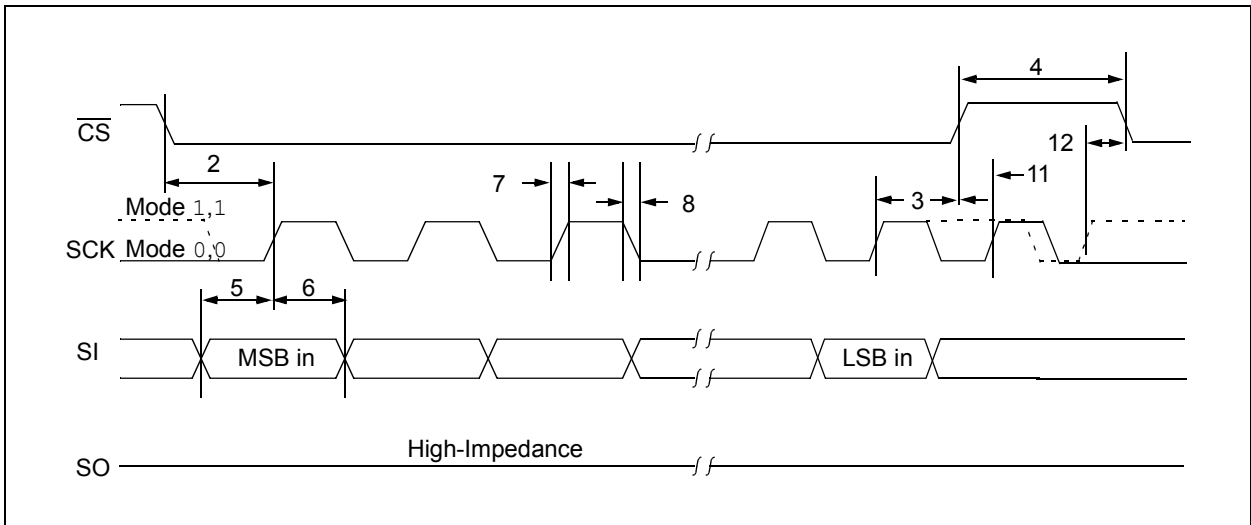 4
CS
12
2
7
8
3
11
Mode 1,1
SCK Mode 0,0
5
6
SI
MSB in
LSB in
High-Impedance
SO